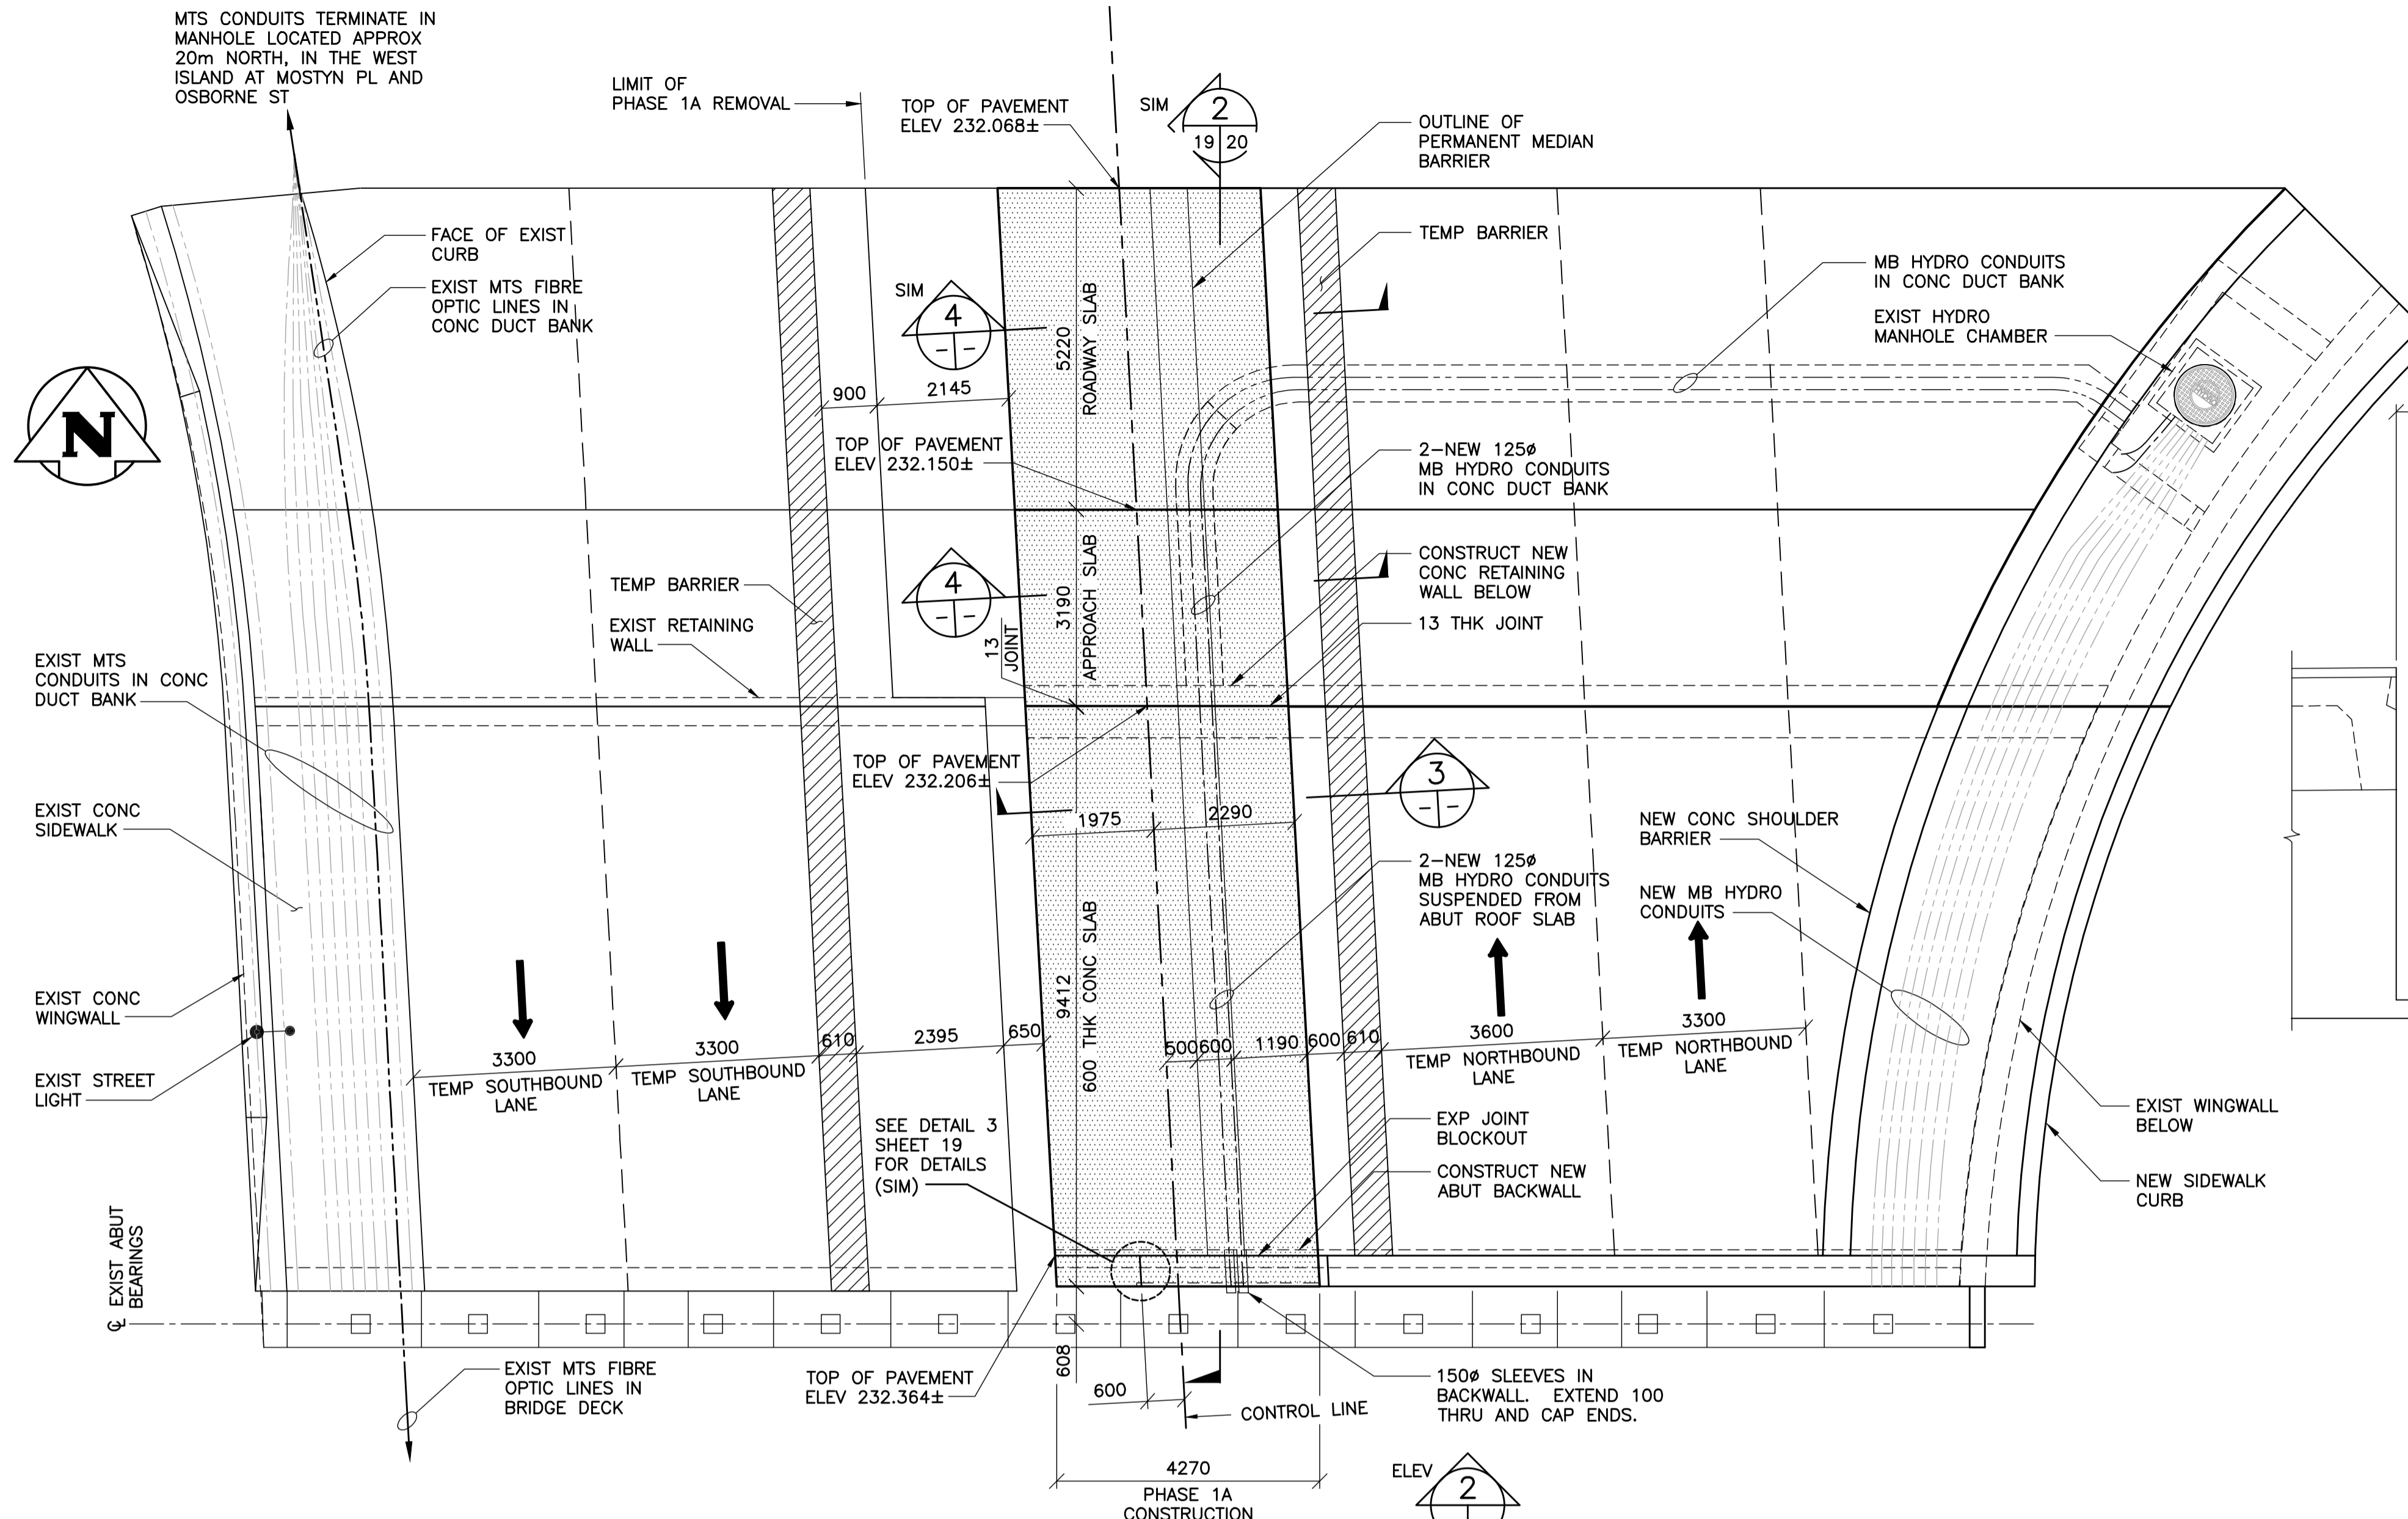 MTS CONDUITS TERMINATE IN
MANHOLE LOCATED APPROX
20m NORTH, IN THE WEST
ISLAND AT MOSTYN PL AND
OSBORNE ST
LIMIT OF
PHASE 1A REMOVAL
TOP OF PAVEMENT
ELEV 232.068±
SIM
2
19 20
OUTLINE OF
PERMANENT MEDIAN
BARRIER
FACE OF EXIST
CURB
EXIST MTS FIBRE
OPTIC LINES IN
CONC DUCT BANK
SIM
4
- -
TEMP BARRIER
MB HYDRO CONDUITS
IN CONC DUCT BANK
EXIST HYDRO
MANHOLE CHAMBER
N
900
2145
5220
ROADWAY SLAB
TOP OF PAVEMENT
ELEV 232.150±
2-NEW 125ø
MB HYDRO CONDUITS
IN CONC DUCT BANK
TEMP BARRIER
EXIST RETAINING
WALL
4
- -
13
JOINT
3190
APPROACH SLAB
CONSTRUCT NEW
CONC RETAINING
WALL BELOW
13 THK JOINT
EXIST MTS
CONDUITS IN CONC
DUCT BANK
TOP OF PAVEMENT
ELEV 232.206±
3
- -
1975
2290
EXIST CONC
SIDEWALK
2-NEW 125ø
MB HYDRO CONDUITS
SUSPENDED FROM
ABUT ROOF SLAB
NEW CONC SHOULDER
BARRIER
NEW MB HYDRO
CONDUITS
EXIST CONC
WINGWALL
9412
600 THK CONC SLAB
3300
TEMP SOUTHBOUND
LANE
3300
TEMP SOUTHBOUND
LANE
610
2395
650
500
600
1190
600
610
3600
TEMP NORTHBOUND
LANE
3300
TEMP NORTHBOUND
LANE
EXIST STREET
LIGHT
SEE DETAIL 3
SHEET 19
FOR DETAILS
(SIM)
EXP JOINT
BLOCKOUT
CONSTRUCT NEW
ABUT BACKWALL
EXIST WINGWALL
BELOW
NEW SIDEWALK
CURB
℄ EXIST ABUT
BEARINGS
EXIST MTS FIBRE
OPTIC LINES IN
BRIDGE DECK
TOP OF PAVEMENT
ELEV 232.364±
608
600
CONTROL LINE
150ø SLEEVES IN
BACKWALL. EXTEND 100
THRU AND CAP ENDS.
4270
PHASE 1A
CONSTRUCTION
ELEV
2